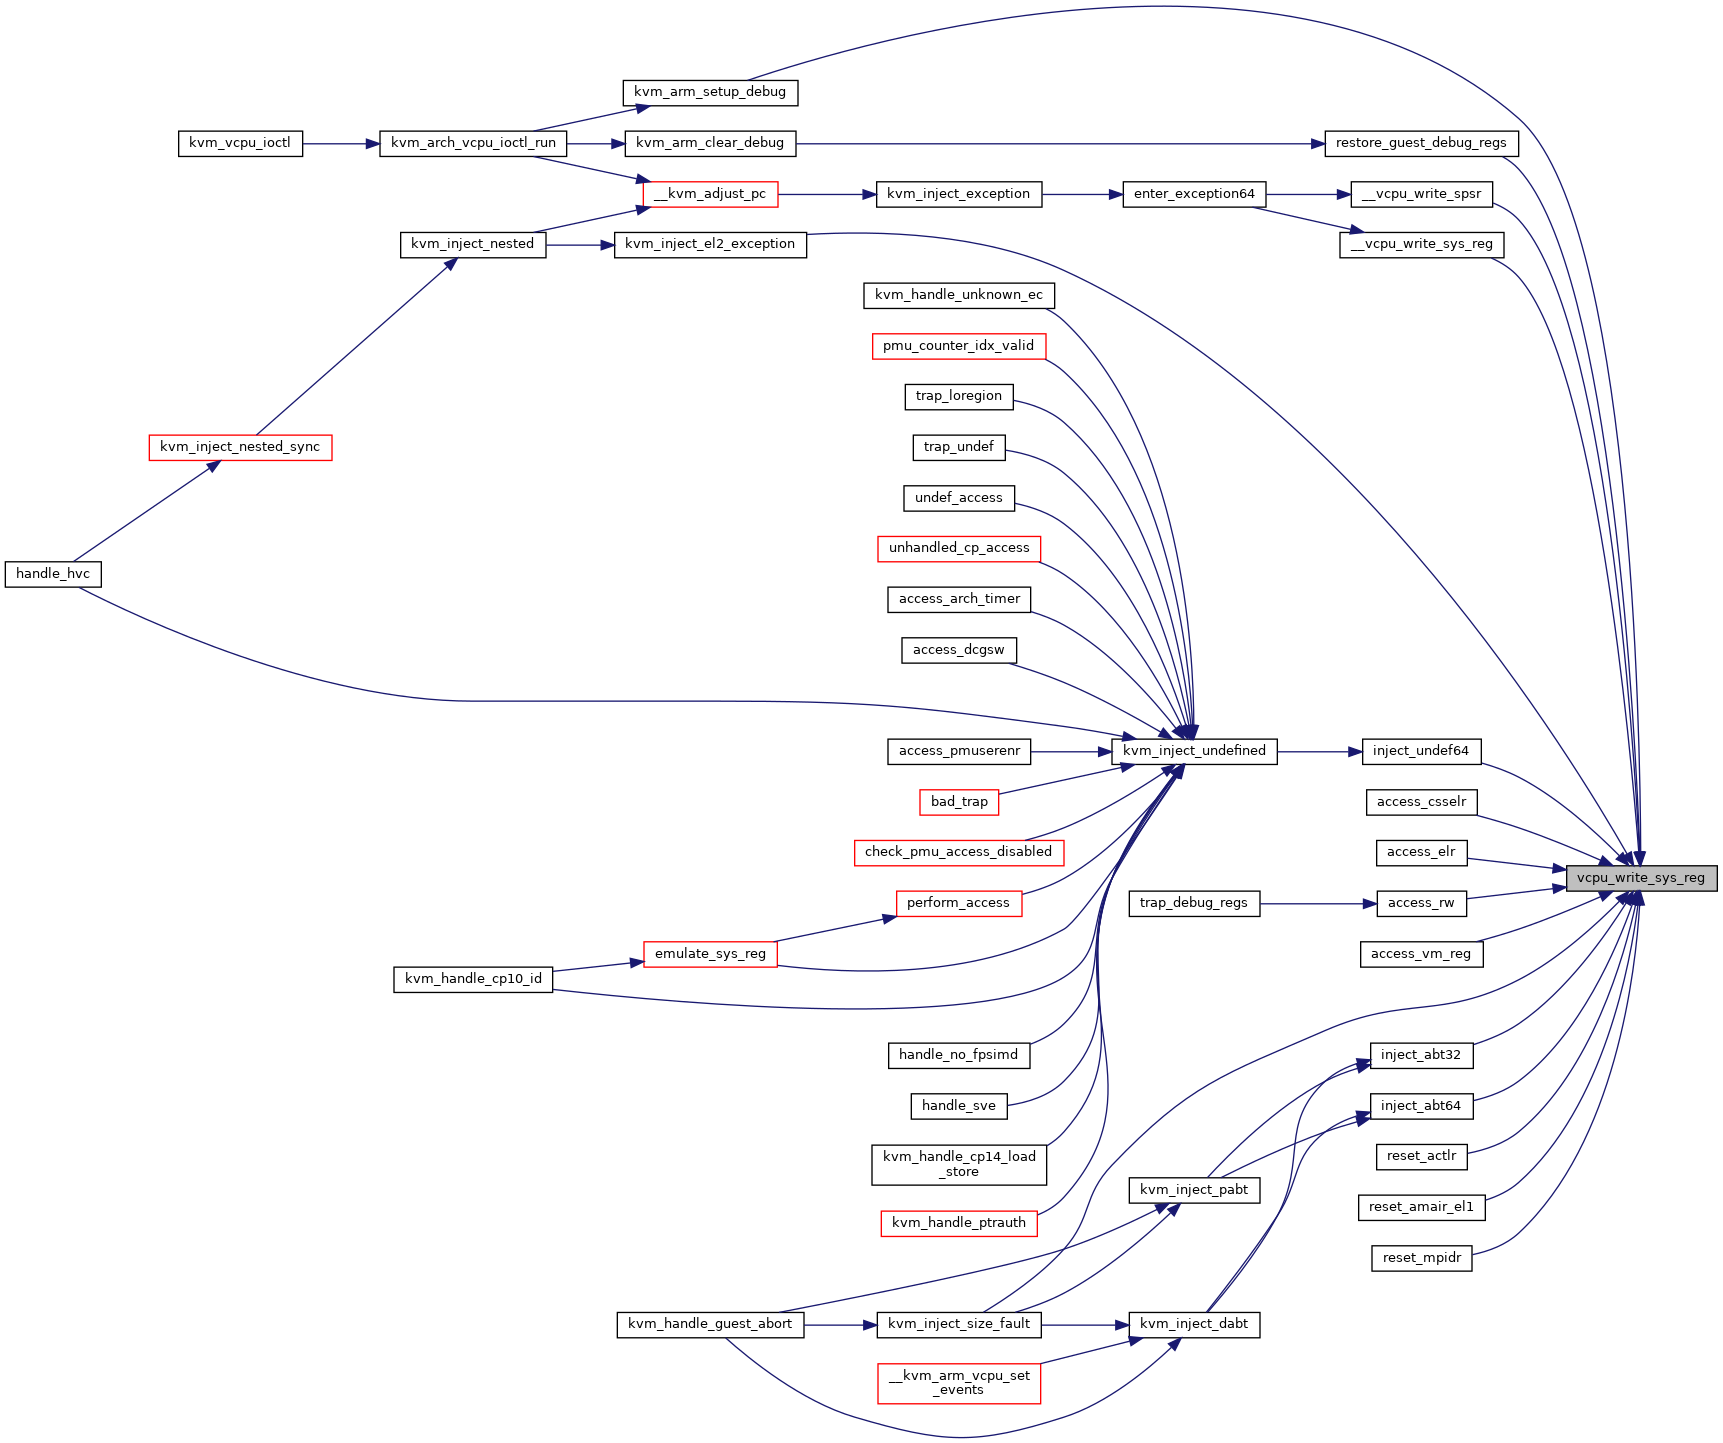 kvm_arm_setup_debug
kvm_vcpu_ioctl
kvm_arch_vcpu_ioctl_run
kvm_arm_clear_debug
restore_guest_debug_regs
__kvm_adjust_pc
kvm_inject_exception
enter_exception64
__vcpu_write_spsr
kvm_inject_nested
kvm_inject_el2_exception
__vcpu_write_sys_reg
kvm_handle_unknown_ec
pmu_counter_idx_valid
trap_loregion
kvm_inject_nested_sync
trap_undef
undef_access
unhandled_cp_access
handle_hvc
access_arch_timer
access_dcgsw
access_pmuserenr
kvm_inject_undefined
inject_undef64
bad_trap
access_csselr
check_pmu_access_disabled
access_elr
vcpu_write_sys_reg
perform_access
trap_debug_regs
access_rw
emulate_sys_reg
access_vm_reg
kvm_handle_cp10_id
handle_no_fpsimd
inject_abt32
handle_sve
inject_abt64
kvm_handle_cp14_load
_store
reset_actlr
kvm_inject_pabt
reset_amair_el1
kvm_handle_ptrauth
reset_mpidr
kvm_handle_guest_abort
kvm_inject_size_fault
kvm_inject_dabt
__kvm_arm_vcpu_set
_events